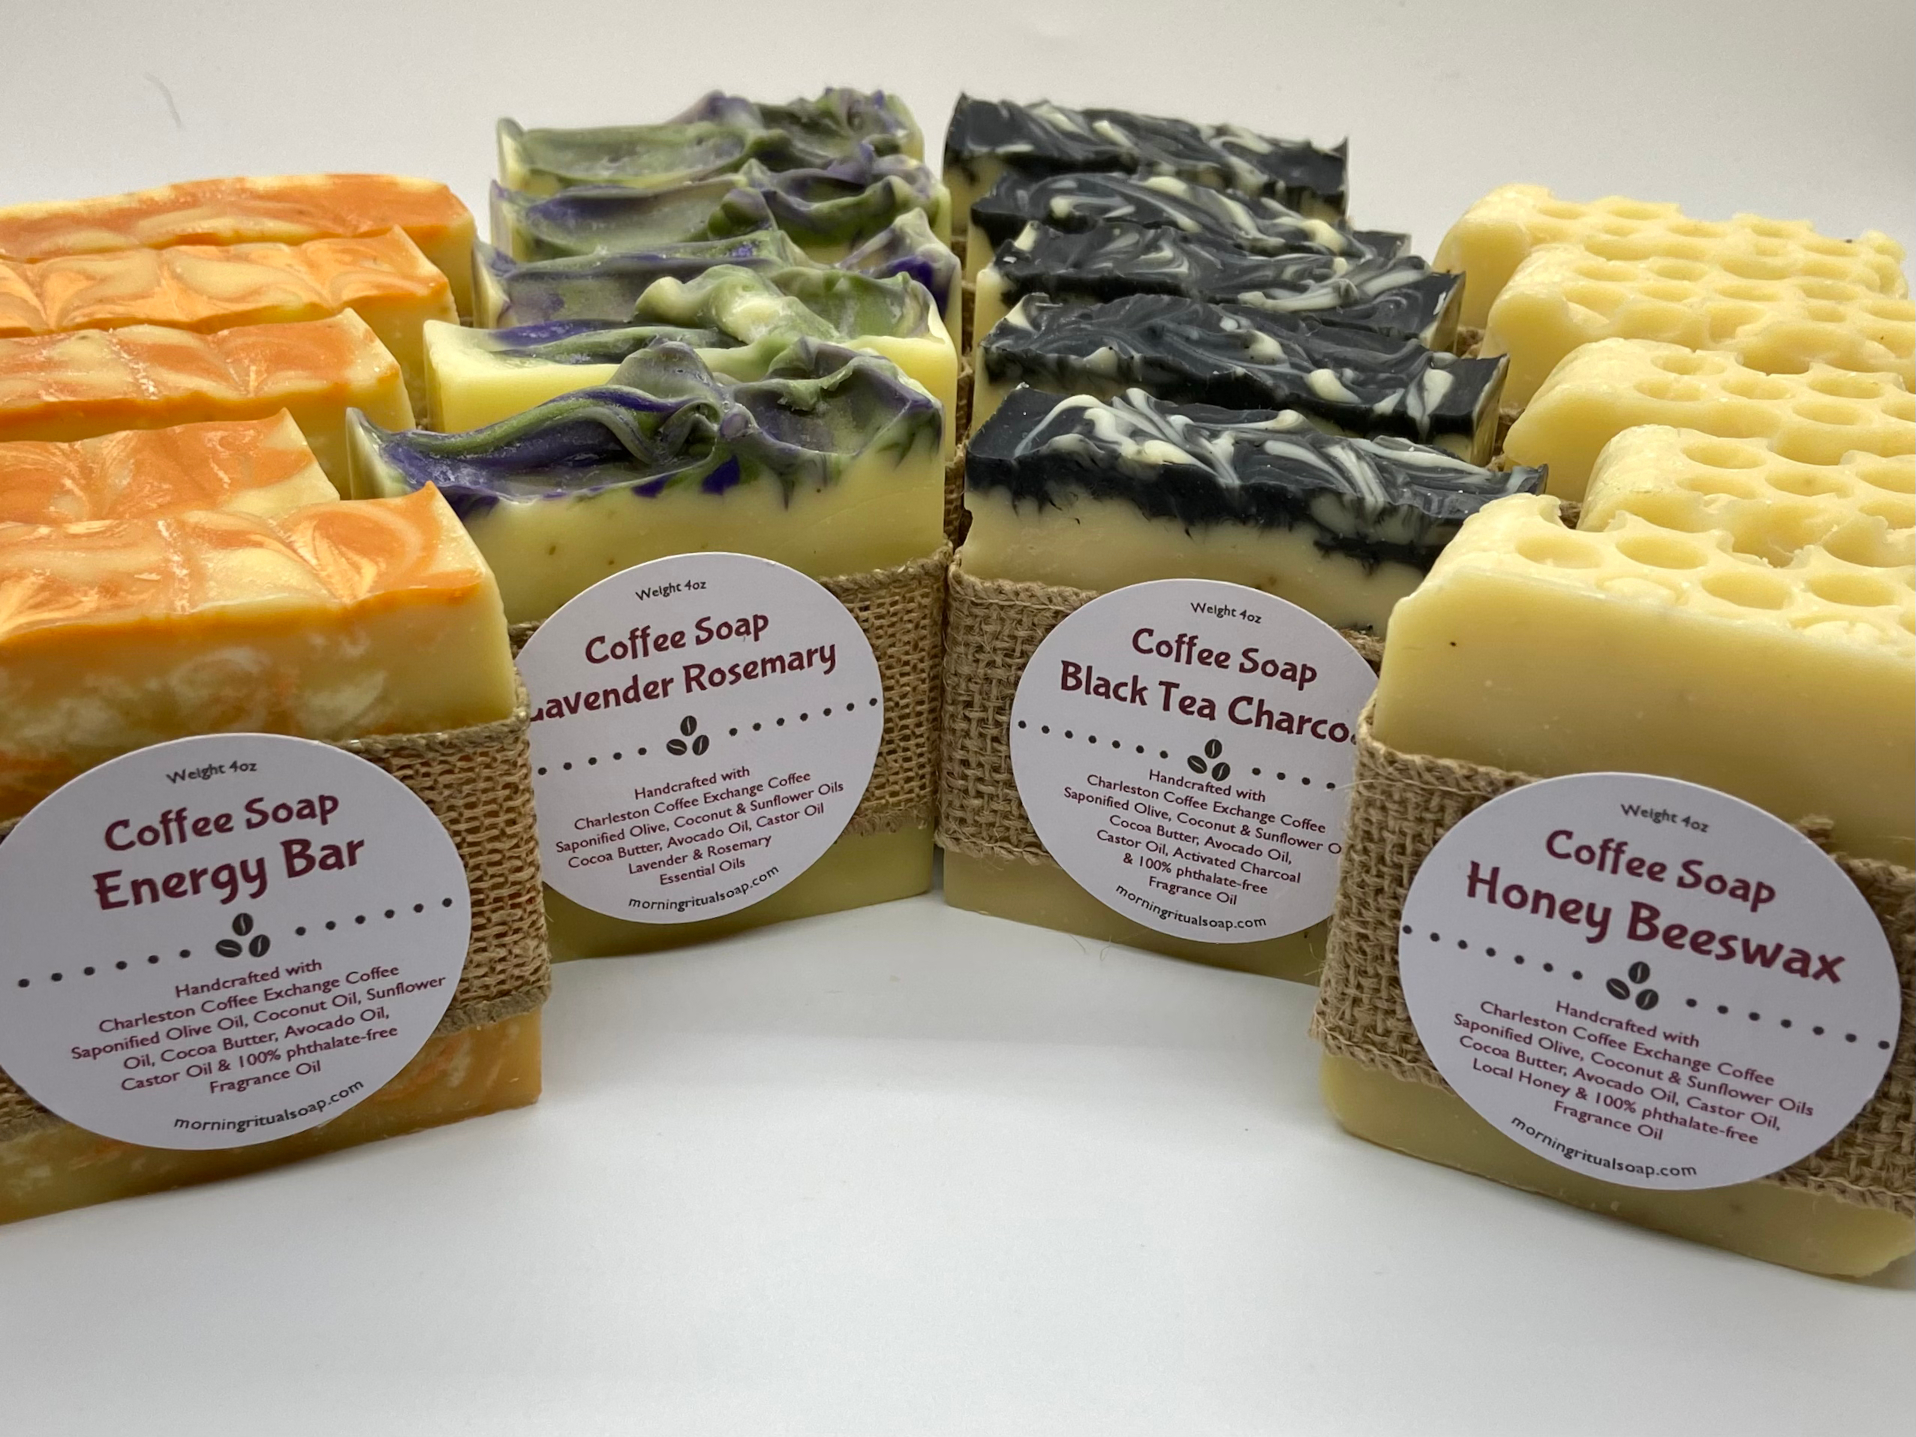 Weight 4oz
Coffee Soap
Energy Bar
Handcrafted with
Charleston Coffee Exchange Coffee
Saponified Olive Oil, Coconut Oil, Sunflower
Oil, Cocoa Butter, Avocado Oil,
Castor Oil & 100% phthalate-free
Fragrance Oil
morningritualsoap.com
Weight 4oz
Coffee Soap
Lavender Rosemary
Handcrafted with
Charleston Coffee Exchange Coffee
Saponified Olive, Coconut & Sunflower Oils
Cocoa Butter, Avocado Oil, Castor Oil
Lavender & Rosemary
Essential Oils
morningritualsoap.com
Weight 4oz
Coffee Soap
Black Tea Charcoa
Handcrafted with
Charleston Coffee Exchange Coffee
Saponified Olive, Coconut & Sunflower O
Cocoa Butter, Avocado Oil,
Castor Oil, Activated Charcoal
& 100% phthalate-free
Fragrance Oil
morningritualsoap.com
Weight 4oz
Coffee Soap
Honey Beeswax
Handcrafted with
Charleston Coffee Exchange Coffee
Saponified Olive, Coconut & Sunflower Oils
Cocoa Butter, Avocado Oil, Castor Oil,
Local Honey & 100% phthalate-free
Fragrance Oil
morningritualsoap.com